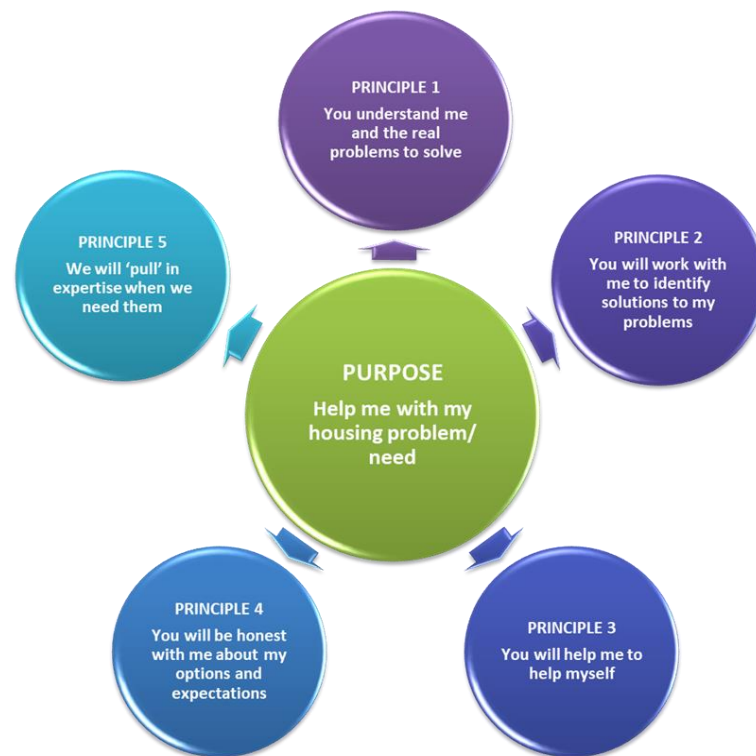 PRINCIPLE 1
You understand me
and the real
problems to solve
PRINCIPLE 2
You will work with
me to identify
solutions to my
problems
PRINCIPLE 3
You will help me to
help myself
PRINCIPLE 4
You will be honest
with me about my
options and
expectations
PRINCIPLE 5
We will ‘pull’ in
expertise when we
need them
PURPOSE
Help me with my
housing problem/
need